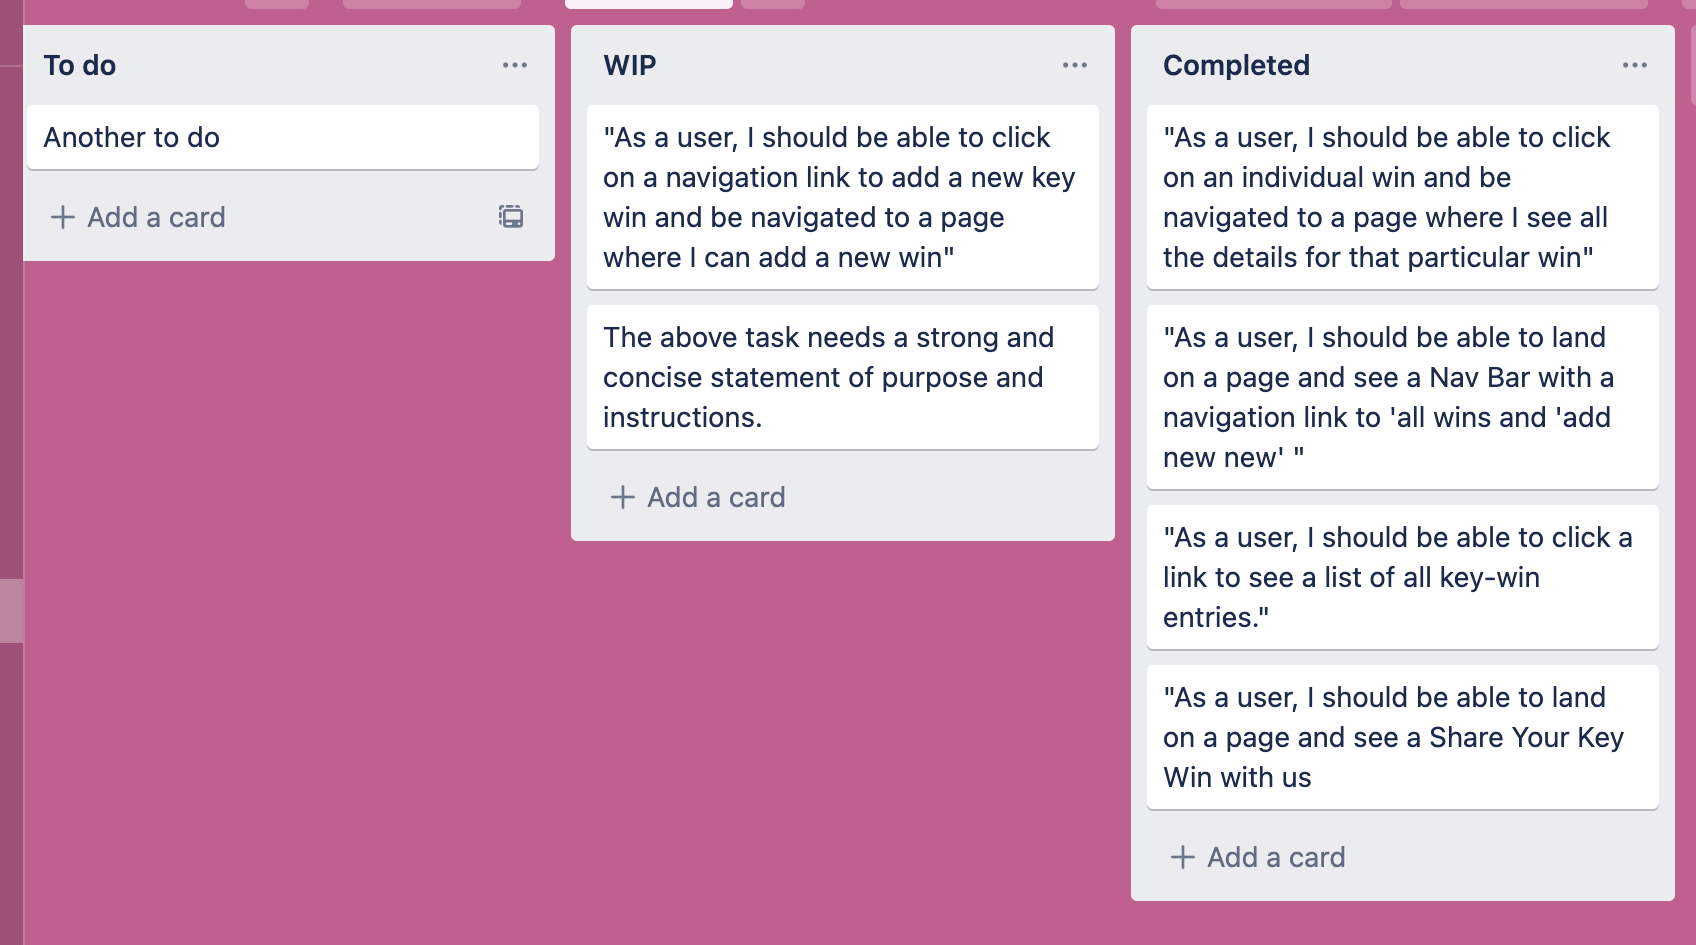 To do
Another to do
Add a card
WIP
"As a user, I should be able to click
on a navigation link to add a new key
win and be navigated to a page
where I can add a new win"
The above task needs a strong and
concise statement of purpose and
instructions.
Add a card
Completed
"As a user, I should be able to click
on an individual win and be
navigated to a page where I see all
the details for that particular win"
"As a user, I should be able to land
on a page and see a Nav Bar with a
navigation link to 'all wins and 'add
new new' "
"As a user, I should be able to click a
link to see a list of all key-win
entries."
"As a user, I should be able to land
on a page and see a Share Your Key
Win with us
Add a card